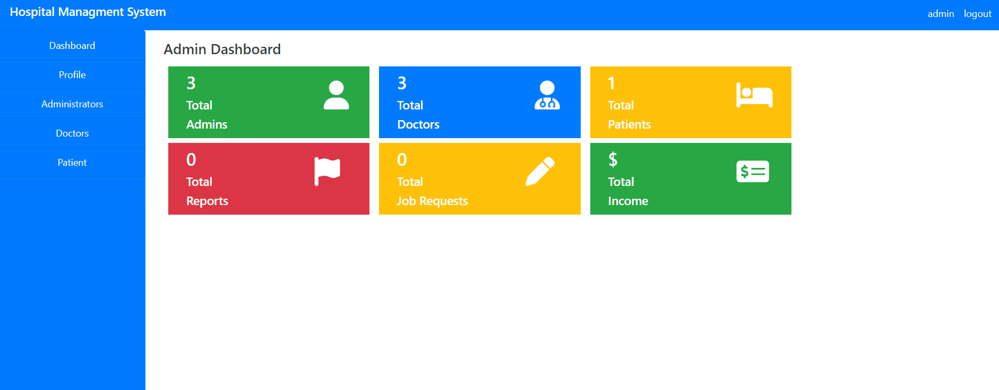 Hospital Managment System
admin logout
Dashboard
Profile
Administrators
Doctors
Patient
Admin Dashboard
3
Total
Admins
3
Total
Doctors
1
Total
Patients
0
Total
Reports
0
Total
Job Requests
$
Total
Income
$